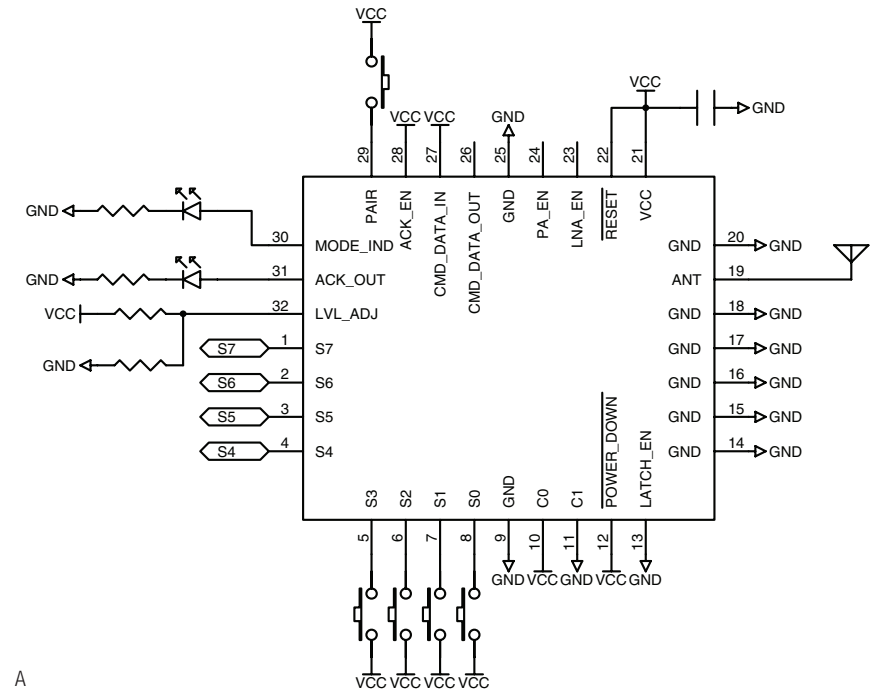 VCC
VCC VCC GND VCC
GND
29 28 27 26 25 24 23 22 21
PAIR ACK_EN CMD_DATA_IN CMD_DATA_OUT GND PA_EN LNA_EN RESET VCC
GND 30 MODE_IND GND 20 GND
GND 31 ACK_OUT ANT 19
VCC 32 LVL_ADJ GND 18 GND
S7 1 S7 GND 17 GND
GND
S6 2 S6 GND 16 GND
S5 3 S5 GND 15 GND
S4 4 S4 GND 14 GND
S3 S2 S1 S0 GND C0 C1 POWER_DOWN LATCH_EN
5 6 7 8 9 10 11 12 13
GND VCC GND VCC GND
VCC VCC VCC VCC
A